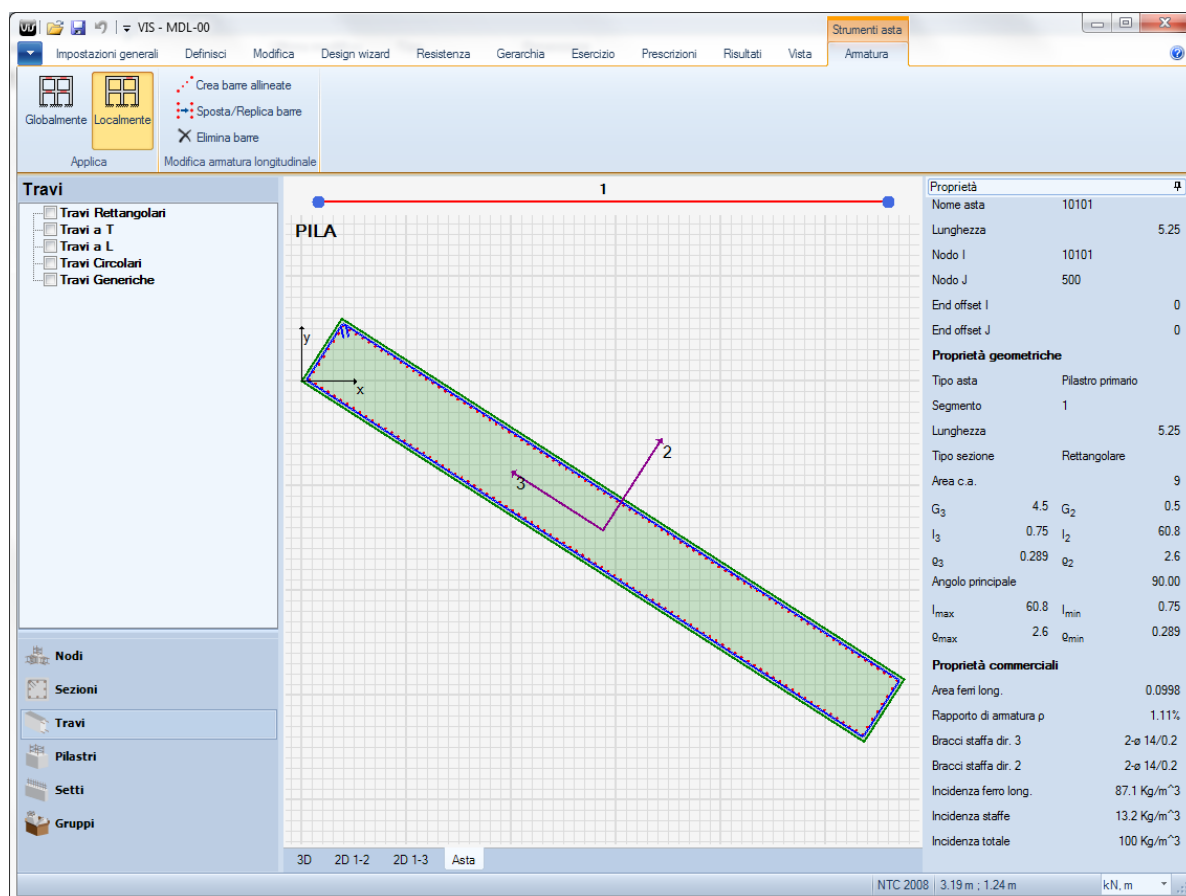 VIS - MDL-00
Strumenti asta
Impostazioni generali Definisci Modifica Design wizard Resistenza Gerarchia Esercizio Prescrizioni Risultati Vista Armatura
Crea barre allineate
Sposta/Replica barre
Globalmente Localmente
Elimina barre
Applica Modifica armatura longitudinale
Travi
Travi Rettangolari
Travi a T
Travi a L
Travi Circolari
Travi Generiche
Nodi
Sezioni
Travi
Pilastri
Setti
Gruppi
1
PILA
y
x
2
3
3D 2D 1-2 2D 1-3 Asta
Proprietà
Nome asta 10101
Lunghezza 5.25
Nodo I 10101
Nodo J 500
End offset I 0
End offset J 0
Proprietà geometriche
Tipo asta Pilastro primario
Segmento 1
Lunghezza 5.25
Tipo sezione Rettangolare
Area c.a. 9
G3 4.5 G2 0.5
I3 0.75 I2 60.8
ϱ3 0.289 ϱ2 2.6
Angolo principale 90.00
Imax 60.8 Imin 0.75
ϱmax 2.6 ϱmin 0.289
Proprietà commerciali
Area ferri long. 0.0998
Rapporto di armatura ρ 1.11%
Bracci staffa dir. 3 2-ø 14/0.2
Bracci staffa dir. 2 2-ø 14/0.2
Incidenza ferro long. 87.1 Kg/m^3
Incidenza staffe 13.2 Kg/m^3
Incidenza totale 100 Kg/m^3
NTC 2008 3.19 m ; 1.24 m kN, m